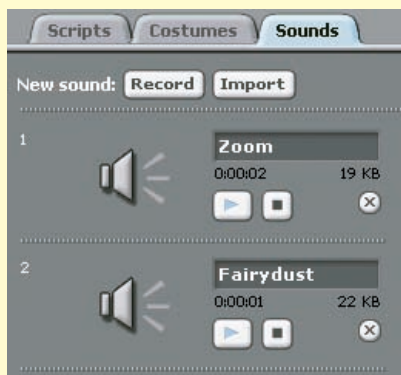 Scripts Costumes Sounds
New sound: Record Import
1
Zoom
0:00:02 19 KB
2
Fairydust
0:00:01 22 KB